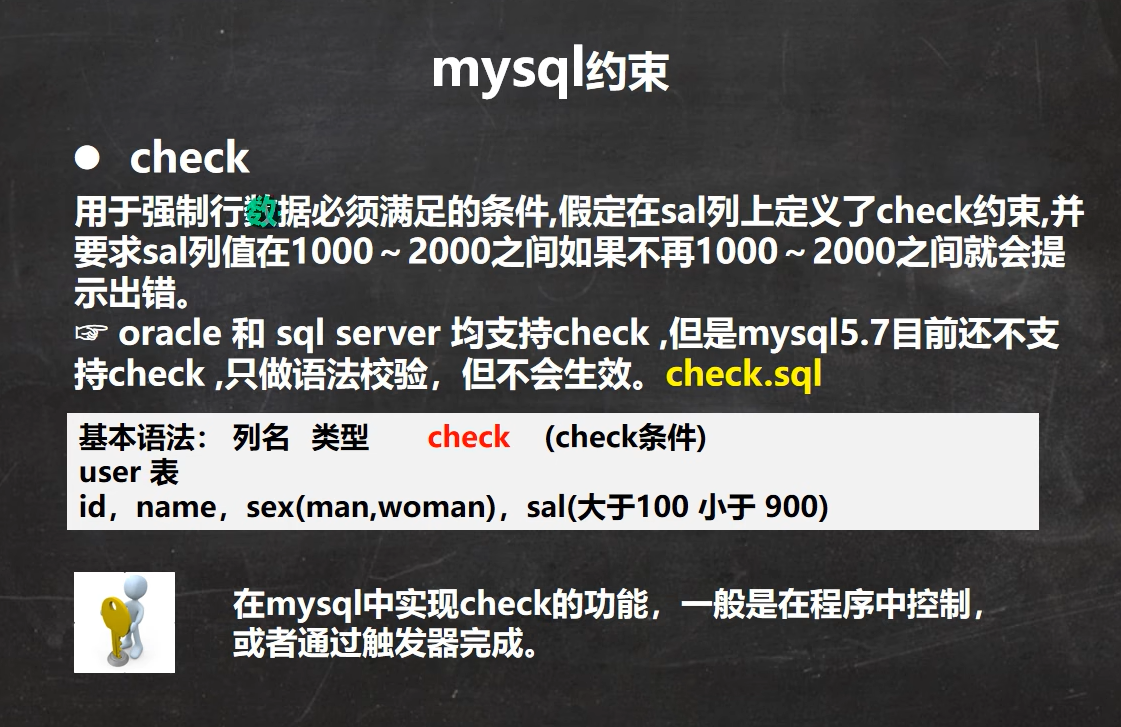 mysql约束
● check
用于强制行数据必须满足的条件,假定在sal列上定义了check约束,并
要求sal列值在1000～2000之间如果不再1000～2000之间就会提
示出错。
☞ oracle 和 sql server 均支持check ,但是mysql5.7目前还不支
持check ,只做语法校验，但不会生效。check.sql
基本语法： 列名 类型 check (check条件)
user 表
id，name，sex(man,woman)，sal(大于100 小于 900)
在mysql中实现check的功能，一般是在程序中控制，
或者通过触发器完成。